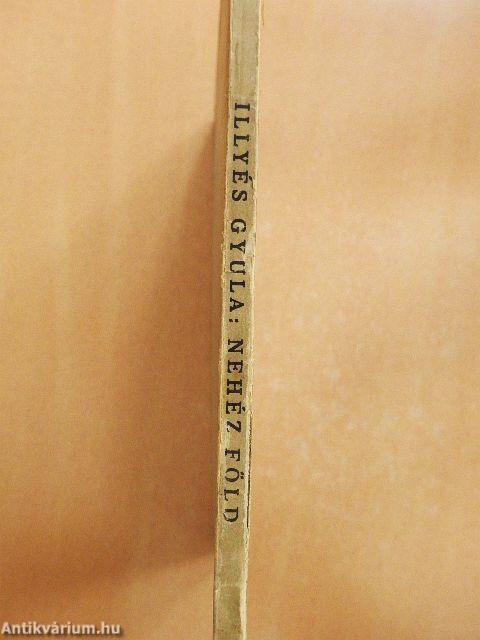 ILLYÉS GYULA: NEHÉZ FÖLD
Antikvárium.hu